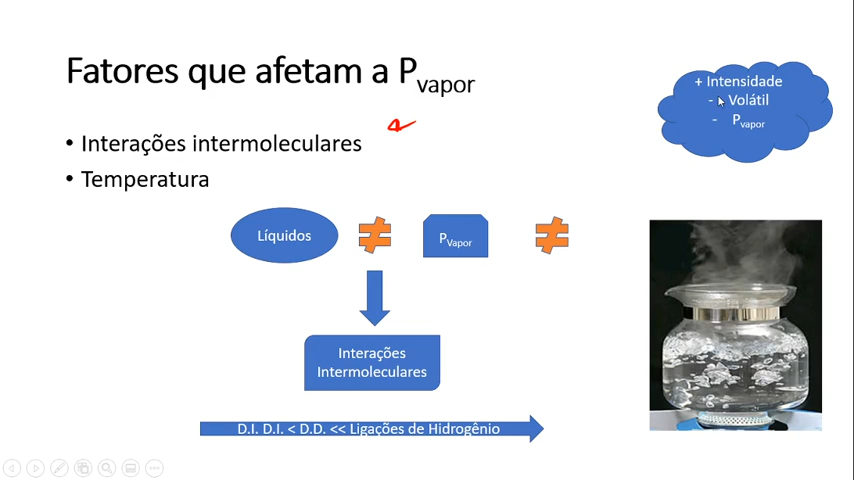 Fatores que afetam a Pvapor
• Interações intermoleculares
• Temperatura
+ Intensidade
- Volátil
- Pvapor
Líquidos ≠ PVapor ≠
Interações
Intermoleculares
D.I. D.I. < D.D. << Ligações de Hidrogênio